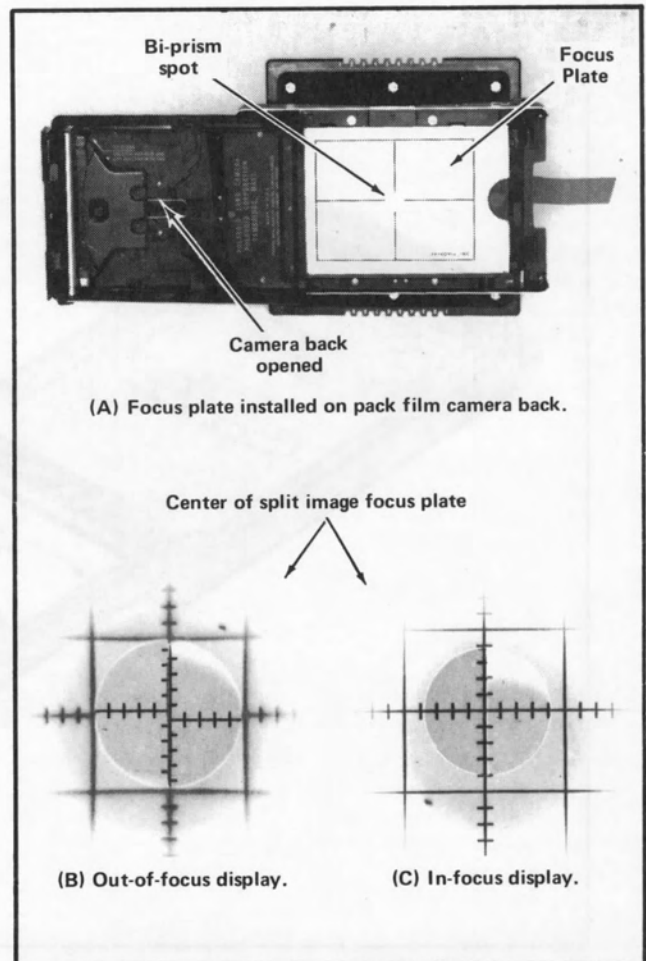 Bi-prism
spot
Focus
Plate
Camera back
opened
(A) Focus plate installed on pack film camera back.
Center of split image focus plate
(B) Out-of-focus display.
(C) In-focus display.